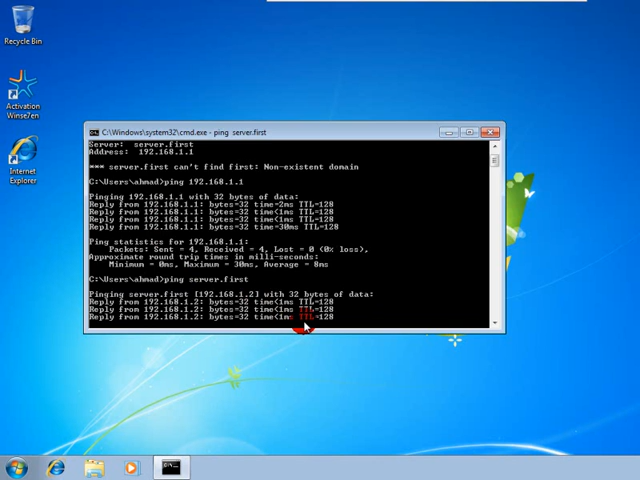 Recycle Bin
Activation
Winse7en
Internet
Explorer
C:\Windows\system32\cmd.exe - ping server.first
Server: server.first
Address: 192.168.1.1
*** server.first can't find first: Non-existent domain
C:\Users\ahmad>ping 192.168.1.1
Pinging 192.168.1.1 with 32 bytes of data:
Reply from 192.168.1.1: bytes=32 time=2ms TTL=128
Reply from 192.168.1.1: bytes=32 time<1ms TTL=128
Reply from 192.168.1.1: bytes=32 time<1ms TTL=128
Reply from 192.168.1.1: bytes=32 time=30ms TTL=128
Ping statistics for 192.168.1.1:
Packets: Sent = 4, Received = 4, Lost = 0 (0% loss),
Approximate round trip times in milli-seconds:
Minimum = 0ms, Maximum = 30ms, Average = 8ms
C:\Users\ahmad>ping server.first
Pinging server.first [192.168.1.2] with 32 bytes of data:
Reply from 192.168.1.2: bytes=32 time<1ms TTL=128
Reply from 192.168.1.2: bytes=32 time<1ms TTL=128
Reply from 192.168.1.2: bytes=32 time<1ms TTL=128